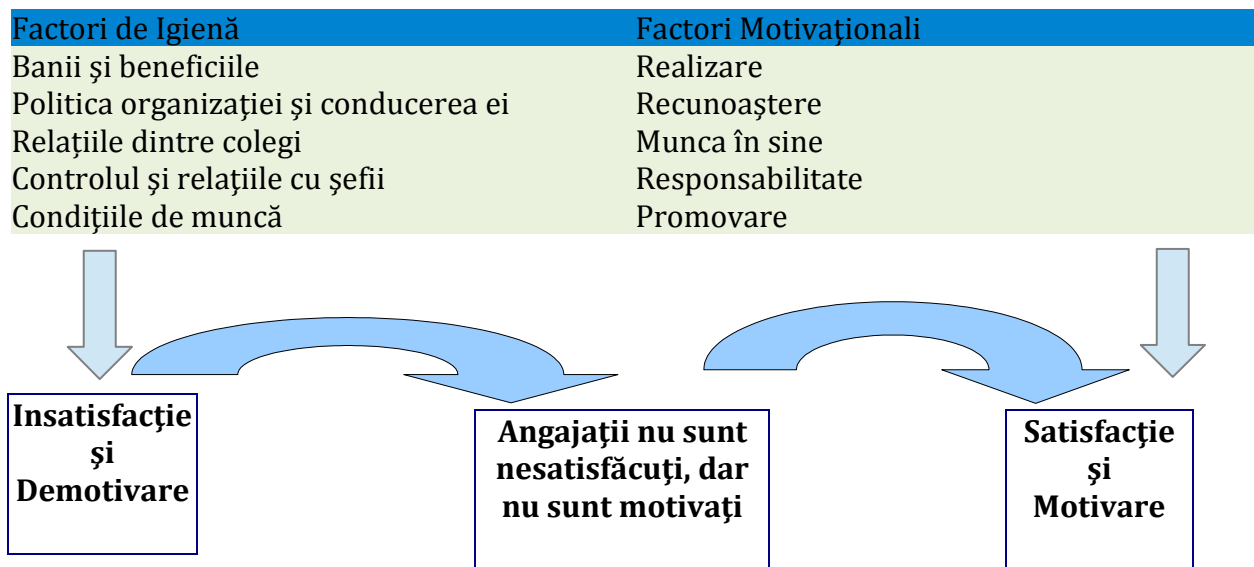 Factori de Igienă Factori Motivaţionali
Banii şi beneficiile Realizare
Politica organizaţiei şi conducerea ei Recunoaştere
Relaţiile dintre colegi Munca în sine
Controlul şi relaţiile cu şefii Responsabilitate
Condiţiile de muncă Promovare
Insatisfacţie
şi
Demotivare
Angajaţii nu sunt
nesatisfăcuţi, dar
nu sunt motivaţi
Satisfacţie
şi
Motivare